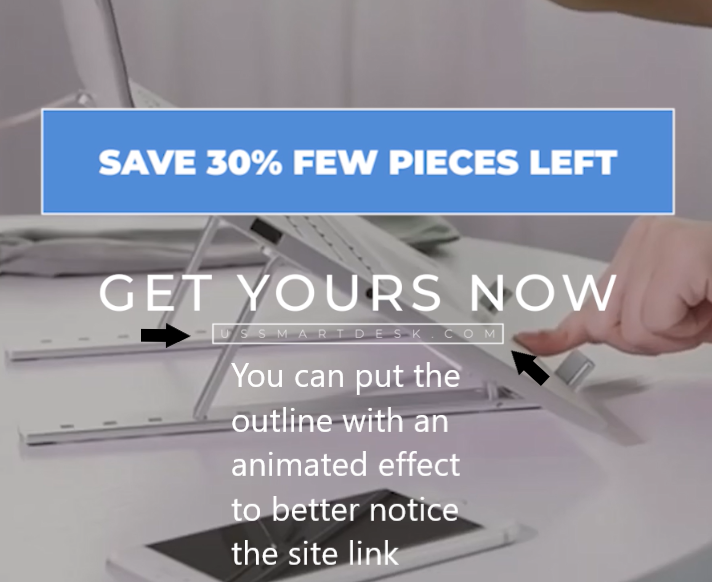 SAVE 30% FEW PIECES LEFT
GET YOURS NOW
USSMARTDESK.COM
You can put the
outline with an
animated effect
to better notice
the site link